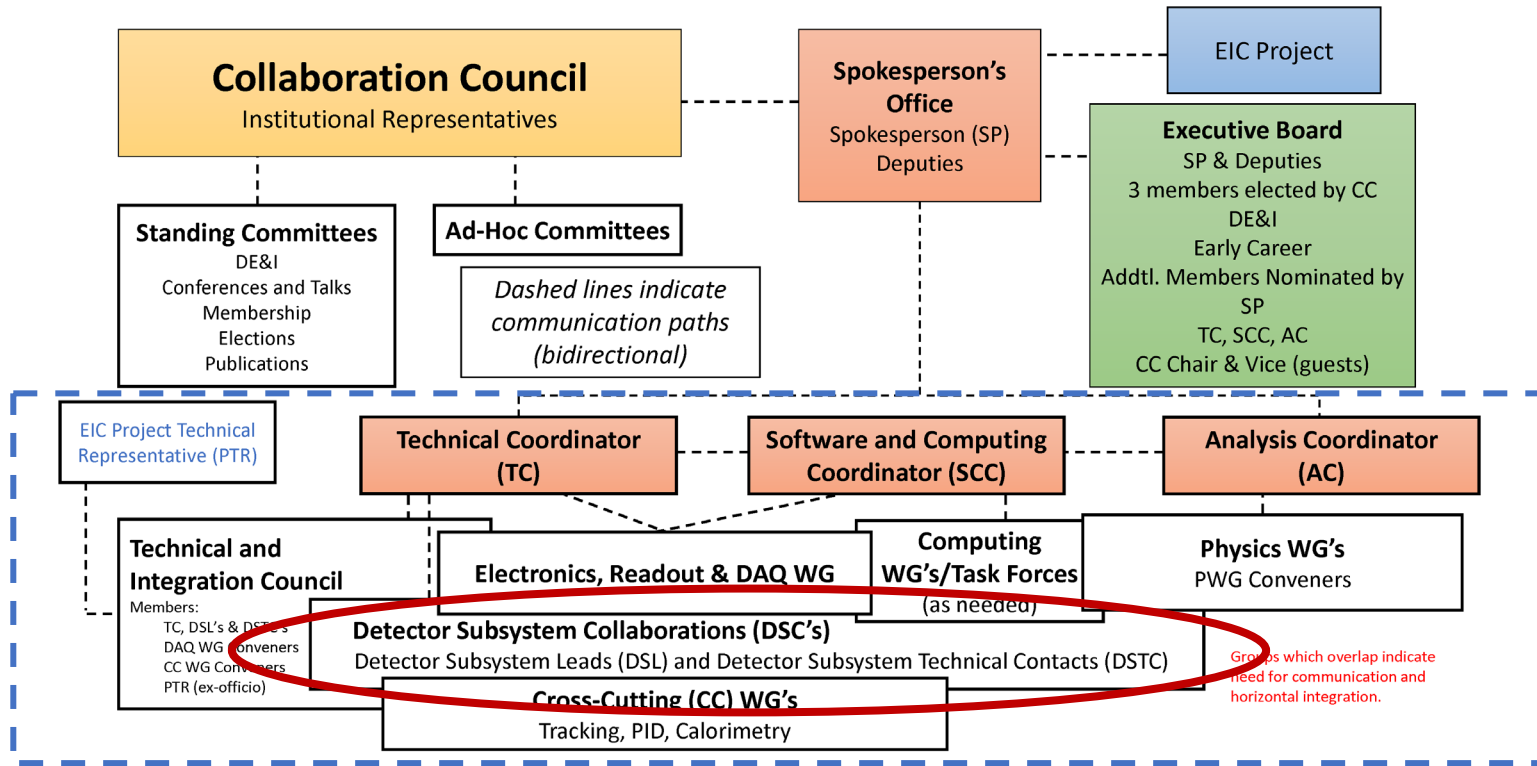 Collaboration Council
Institutional Representatives
Spokesperson's
Office
Spokesperson (SP)
Deputies
EIC Project
Executive Board
SP & Deputies
3 members elected by CC
DE&I
Early Career
Addtl. Members Nominated by
SP
TC, SCC, AC
CC Chair & Vice (guests)
Standing Committees
DE&I
Conferences and Talks
Membership
Elections
Publications
Ad-Hoc Committees
Dashed lines indicate
communication paths
(bidirectional)
EIC Project Technical
Representative (PTR)
Technical Coordinator
(TC)
Software and Computing
Coordinator (SCC)
Analysis Coordinator
(AC)
Technical and
Integration Council
Members:
TC, DSL's & DSTC's
DAQ WG Conveners
CC WG Conveners
PTR (ex-officio)
Electronics, Readout & DAQ WG
Computing
WG's/Task Forces
(as needed)
Physics WG's
PWG Conveners
Detector Subsystem Collaborations (DSC's)
Detector Subsystem Leads (DSL) and Detector Subsystem Technical Contacts (DSTC)
Cross-Cutting (CC) WG's
Tracking, PID, Calorimetry
Groups which overlap indicate
need for communication and
horizontal integration.